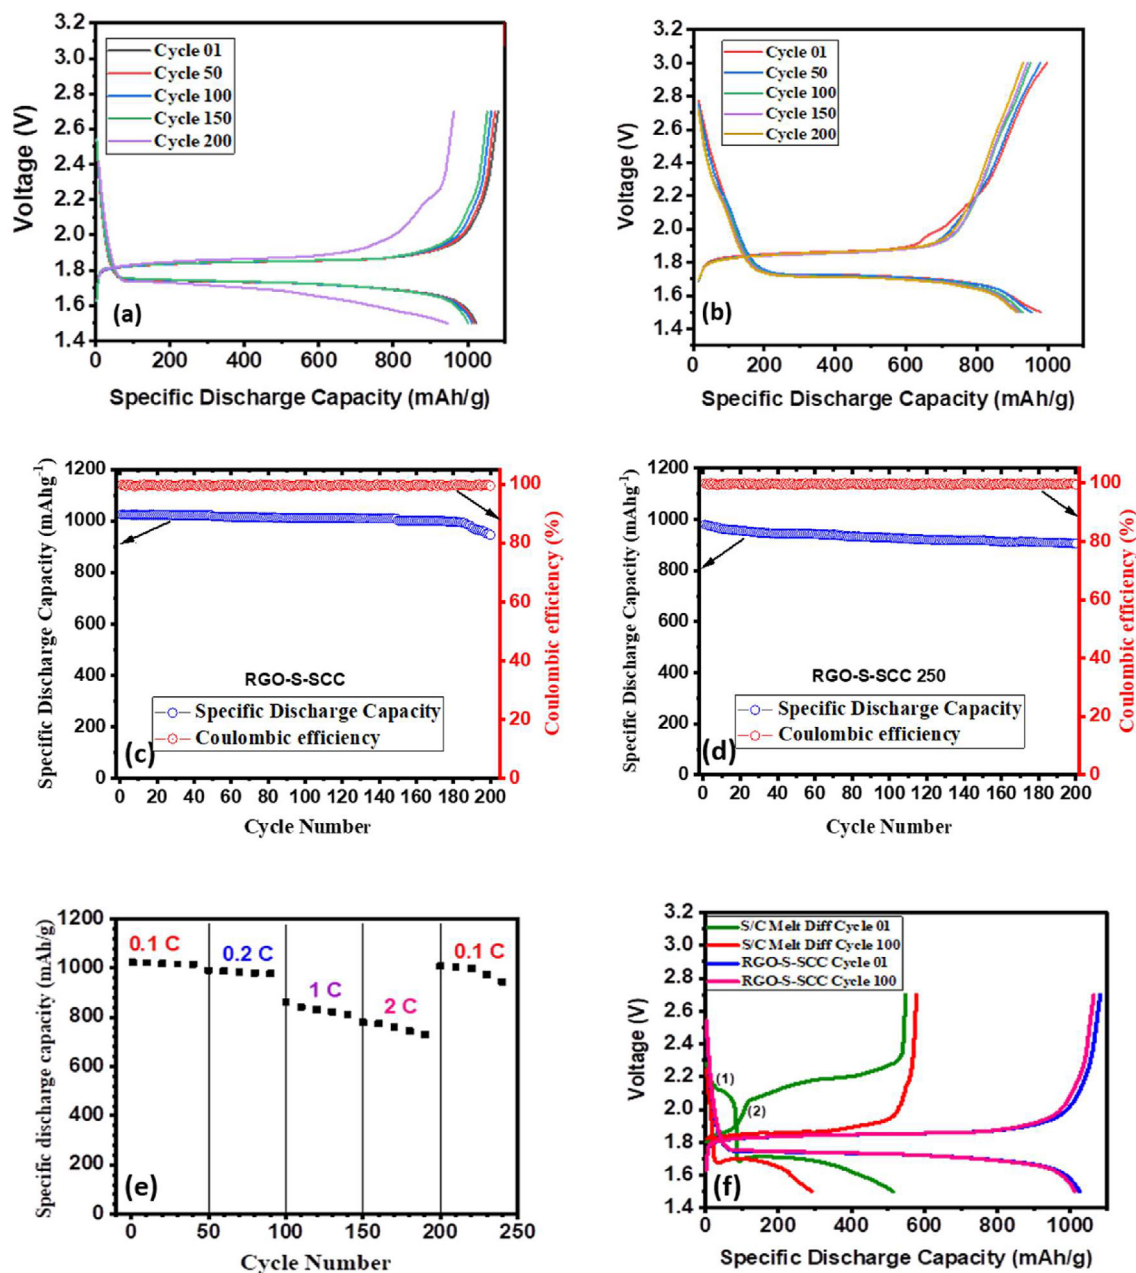 3.2
3.0
2.8
2.6
2.4
2.2
2.0
1.8
1.6
1.4
Voltage (V)
Cycle 01
Cycle 50
Cycle 100
Cycle 150
Cycle 200
(a)
0 200 400 600 800 1000
Specific Discharge Capacity (mAh/g)
3.2
3.0
2.8
2.6
2.4
2.2
2.0
1.8
1.6
1.4
Voltage (V)
Cycle 01
Cycle 50
Cycle 100
Cycle 150
Cycle 200
(b)
0 200 400 600 800 1000
Specific Discharge Capacity (mAh/g)
1200
1000
800
600
400
200
0
Specific Discharge Capacity (mAhg-1)
100
80
60
40
20
0
Coulombic efficiency (%)
RGO-S-SCC
Specific Discharge Capacity
Coulombic efficiency
(c)
0 20 40 60 80 100 120 140 160 180 200
Cycle Number
1200
1000
800
600
400
200
0
Specific Discharge Capacity (mAhg-1)
100
80
60
40
20
0
Coulombic efficiency (%)
RGO-S-SCC 250
Specific Discharge Capacity
Coulombic efficiency
(d)
0 20 40 60 80 100 120 140 160 180 200
Cycle Number
1200
1000
800
600
400
200
0
Specific discharge capacity (mAh/g)
0.1 C
0.2 C
1 C
2 C
0.1 C
(e)
0 50 100 150 200 250
Cycle Number
3.2
3.0
2.8
2.6
2.4
2.2
2.0
1.8
1.6
1.4
Voltage (V)
S/C Melt Diff Cycle 01
S/C Melt Diff Cycle 100
RGO-S-SCC Cycle 01
RGO-S-SCC Cycle 100
(1)
(2)
(f)
0 200 400 600 800 1000
Specific Discharge Capacity (mAh/g)